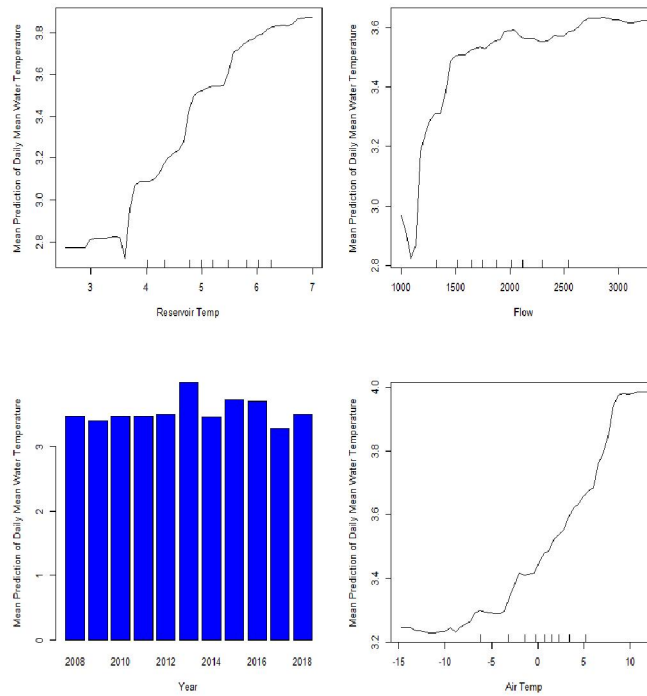 Mean Prediction of Daily Mean Water Temperature
2.8 3.0 3.2 3.4 3.6 3.8
3 4 5 6 7
Reservoir Temp
Mean Prediction of Daily Mean Water Temperature
2.8 3.0 3.2 3.4 3.6
1000 1500 2000 2500 3000
Flow
Mean Prediction of Daily Mean Water Temperature
0 1 2 3
2008 2010 2012 2014 2016 2018
Year
Mean Prediction of Daily Mean Water Temperature
3.2 3.4 3.6 3.8 4.0
-15 -10 -5 0 5 10
Air Temp